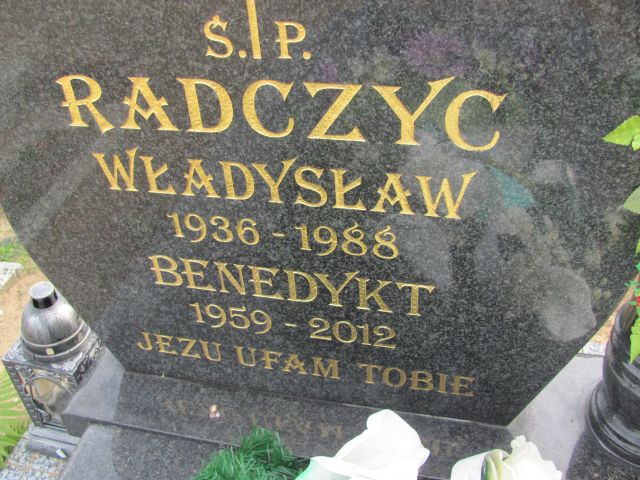 Ś.P.
RADCZYC
WŁADYSŁAW
1936 - 1988
BENEDYKT
1959 - 2012
JEZU UFAM TOBIE